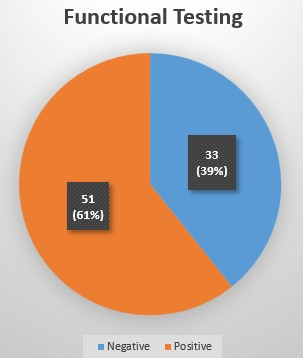 Functional Testing
33
(39%)
51
(61%)
Negative Positive